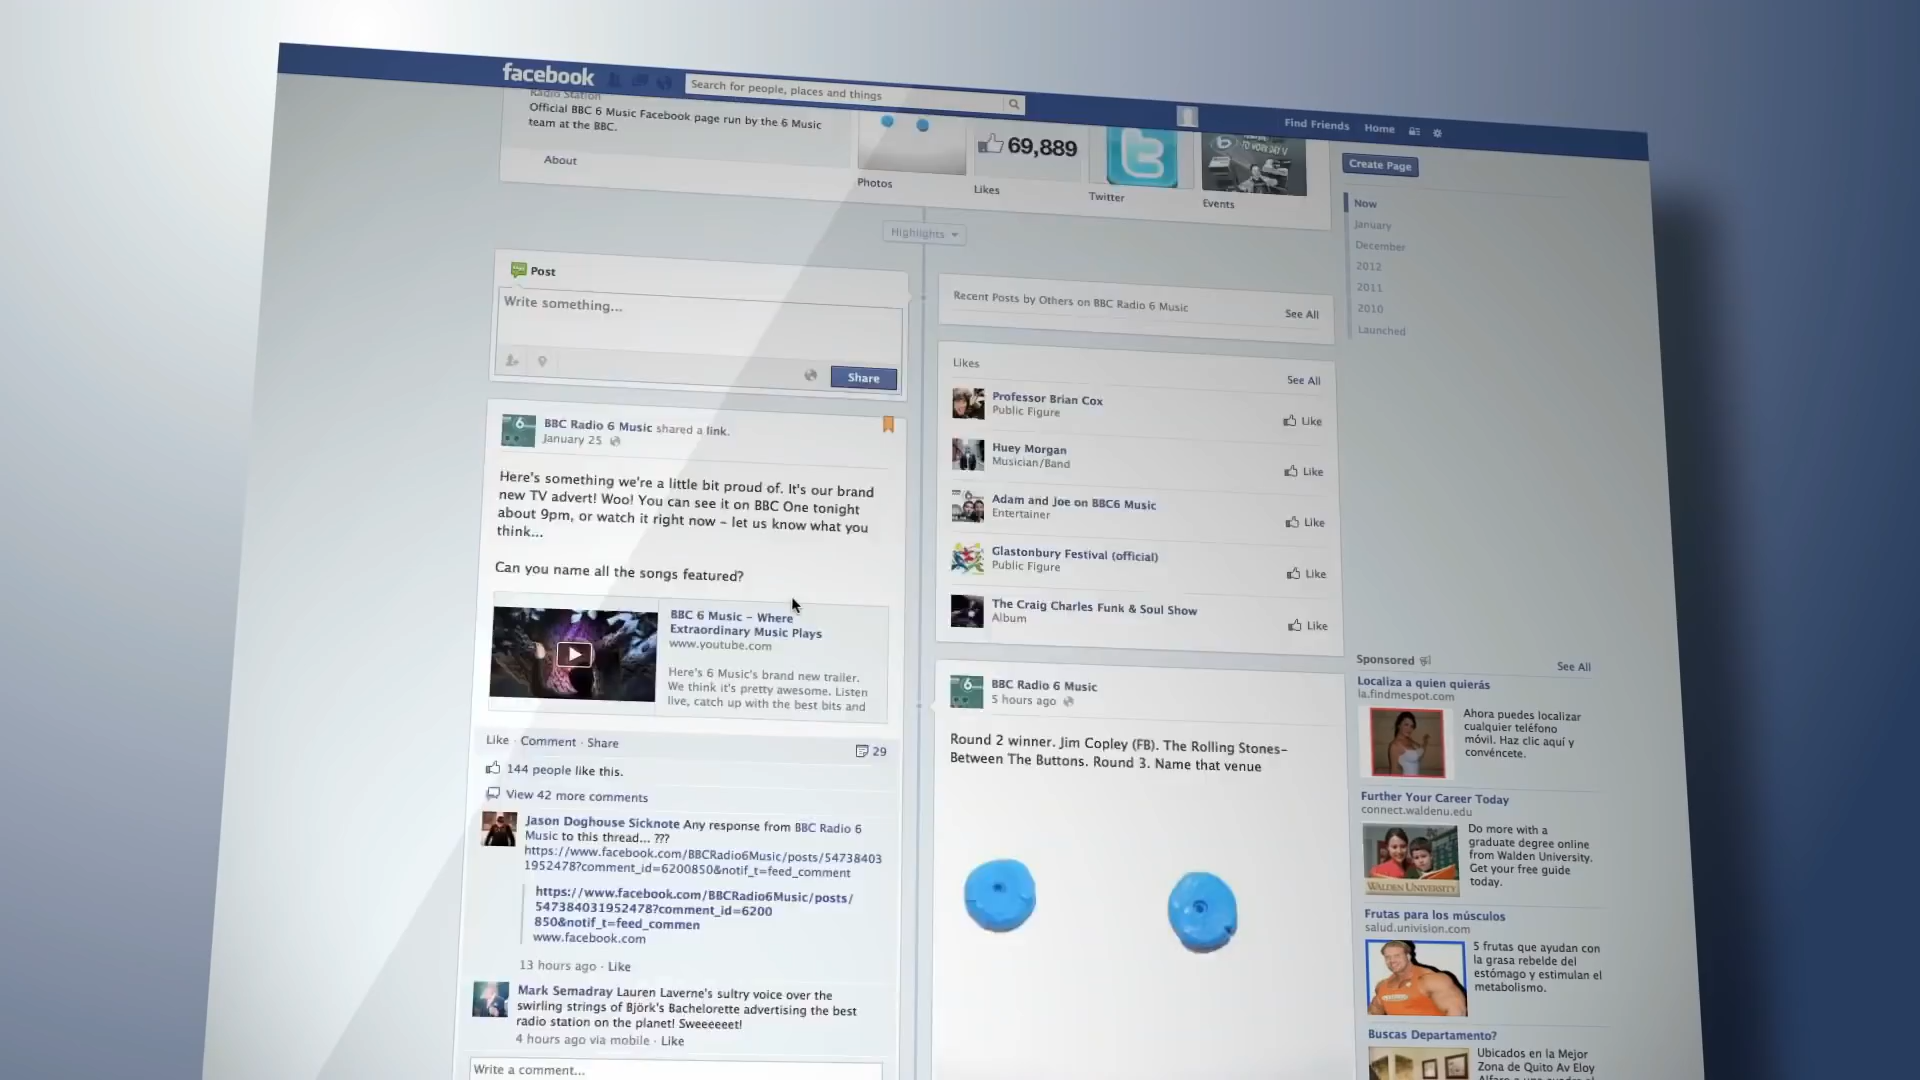 facebook
Search for people, places and things
Find Friends
Home
Radio Station
Official BBC 6 Music Facebook page run by the 6 Music
team at the BBC.
About
Photos
69,889
Likes
Twitter
Events
Create Page
Now
January
December
2012
2011
2010
Launched
Highlights
Post
Write something...
Share
Recent Posts by Others on BBC Radio 6 Music
See All
Likes
See All
Professor Brian Cox
Public Figure
Like
Huey Morgan
Musician/Band
Like
Adam and Joe on BBC6 Music
Entertainer
Like
Glastonbury Festival (official)
Public Figure
Like
The Craig Charles Funk & Soul Show
Album
Like
BBC Radio 6 Music shared a link.
January 25
Here's something we're a little bit proud of. It's our brand
new TV advert! Woo! You can see it on BBC One tonight
about 9pm, or watch it right now – let us know what you
think...
Can you name all the songs featured?
BBC 6 Music – Where
Extraordinary Music Plays
www.youtube.com
Here's 6 Music's brand new trailer.
We think it's pretty awesome. Listen
live, catch up with the best bits and
Like · Comment · Share
29
144 people like this.
View 42 more comments
Jason Doghouse Sicknote Any response from BBC Radio 6
Music to this thread... ???
https://www.facebook.com/BBCRadio6Music/posts/54738403
1952478?comment_id=6200850&notif_t=feed_comment
https://www.facebook.com/BBCRadio6Music/posts/
547384031952478?comment_id=6200
850&notif_t=feed_commen
www.facebook.com
13 hours ago · Like
Mark Semadray Lauren Laverne's sultry voice over the
swirling strings of Björk's Bachelorette advertising the best
radio station on the planet! Sweeeeeet!
4 hours ago via mobile · Like
Write a comment...
BBC Radio 6 Music
5 hours ago
Round 2 winner. Jim Copley (FB). The Rolling Stones–
Between The Buttons. Round 3. Name that venue
Sponsored
See All
Localiza a quien quierás
la.findmespot.com
Ahora puedes localizar
cualquier teléfono
móvil. Haz clic aquí y
convéncete.
Further Your Career Today
connect.waldenu.edu
Do more with a
graduate degree online
from Walden University.
Get your free guide
today.
WALDEN UNIVERSITY
Frutas para los músculos
salud.univision.com
5 frutas que ayudan con
la grasa rebelde del
estómago y estimulan el
metabolismo.
Buscas Departamento?
Ubicados en la Mejor
Zona de Quito Av Eloy